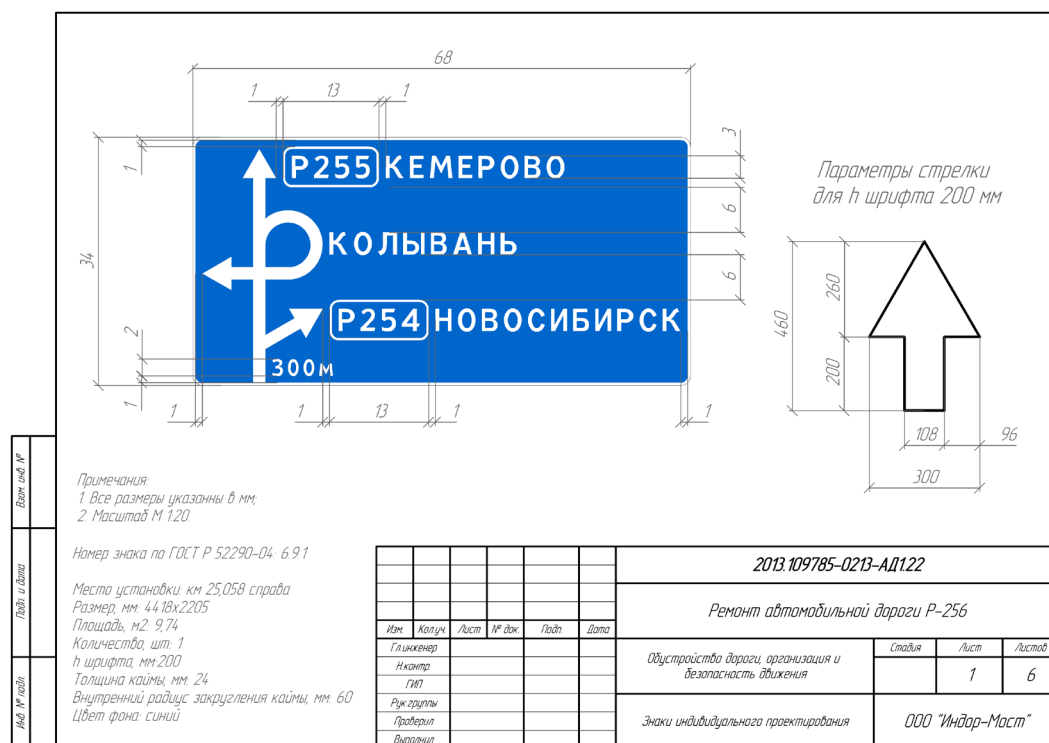 68
1 13 1
34
1
3
6
6
2
1
Р255 КЕМЕРОВО
КОЛЫВАНЬ
Р254 НОВОСИБИРСК
300м
1 1 13 1 1
Параметры стрелки
для h шрифта 200 мм
460
260
200
108
96
300
Примечания:
1. Все размеры указанны в мм;
2. Масштаб М 1:20.
Номер знака по ГОСТ Р 52290-04: 6.9.1
Место установки: км 25,058 справа
Размер, мм: 4418х2205
Площадь, м2: 9,74
Количество, шт: 1
h шрифта, мм:200
Толщина каймы, мм: 24
Внутренний радиус закругления каймы, мм: 60
Цвет фона: синий
Взам. инв. №
Подп. и дата
Инв. № подл.
2013.109785-0213-АД1.22
Ремонт автомобильной дороги Р-256
Изм. Кол.уч. Лист № док. Подп. Дата
Гл.инженер
Н.контр.
ГИП
Рук.группы
Проверил
Выполнил
Обустройство дороги, организация и
безопасность движения
Стадия Лист Листов
1 6
Знаки индивидуального проектирования
ООО "Индор-Мост"